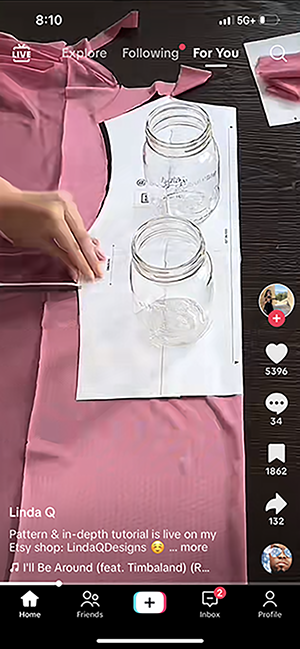 8:10
5G+
LIVE
Explore
Following
For You
5396
34
1862
132
Linda Q
Pattern & in-depth tutorial is live on my
Etsy shop: LindaQDesigns 😌 ... more
I'll Be Around (feat. Timbaland) (R...
Home
Friends
Inbox
2
Profile